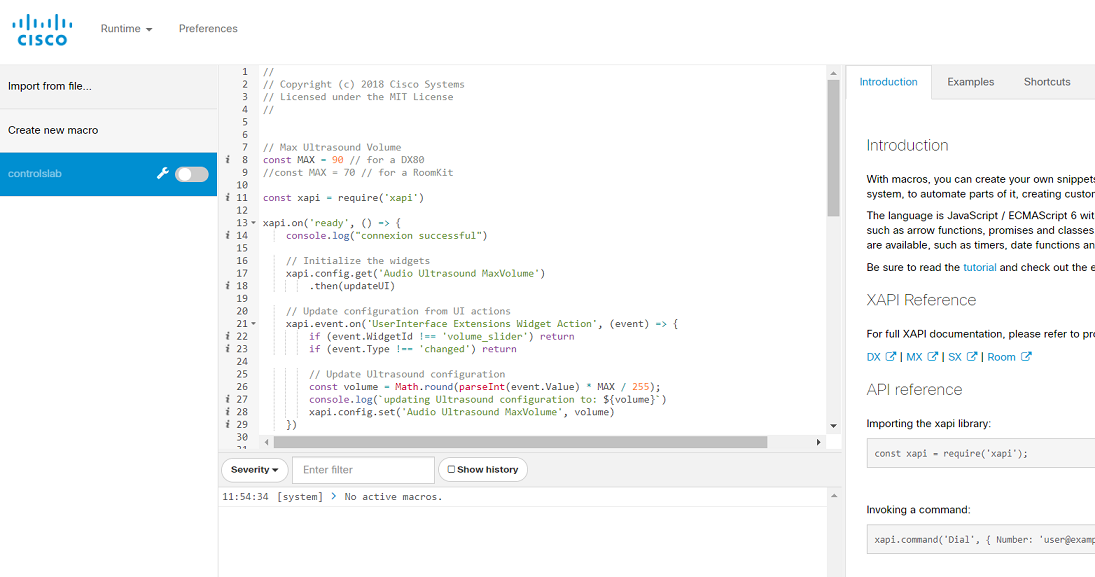 CISCO
Runtime
Preferences
Import from file...
Create new macro
controlslab
1 //
2 // Copyright (c) 2018 Cisco Systems
3 // Licensed under the MIT License
4 //
5
6
7 // Max Ultrasound Volume
i 8 const MAX = 90 // for a DX80
9 //const MAX = 70 // for a RoomKit
10
i 11 const xapi = require('xapi')
12
13 xapi.on('ready', () => {
i 14 console.log("connexion successful")
15
16 // Initialize the widgets
17 xapi.config.get('Audio Ultrasound MaxVolume')
i 18 .then(updateUI)
19
20 // Update configuration from UI actions
21 xapi.event.on('UserInterface Extensions Widget Action', (event) => {
i 22 if (event.WidgetId !== 'volume_slider') return
i 23 if (event.Type !== 'changed') return
24
25 // Update Ultrasound configuration
26 const volume = Math.round(parseInt(event.Value) * MAX / 255);
i 27 console.log(`updating Ultrasound configuration to: ${volume}`)
i 28 xapi.config.set('Audio Ultrasound MaxVolume', volume)
i 29 })
30
Severity
Enter filter
Show history
11:54:34 [system] > No active macros.
Introduction
Examples
Shortcuts
Introduction
With macros, you can create your own snippets
system, to automate parts of it, creating custo
The language is JavaScript / ECMAScript 6 wit
such as arrow functions, promises and classes
are available, such as timers, date functions an
Be sure to read the tutorial and check out the e
XAPI Reference
For full XAPI documentation, please refer to pro
DX | MX | SX | Room
API reference
Importing the xapi library:
const xapi = require('xapi');
Invoking a command:
xapi.command('Dial', { Number: 'user@examp